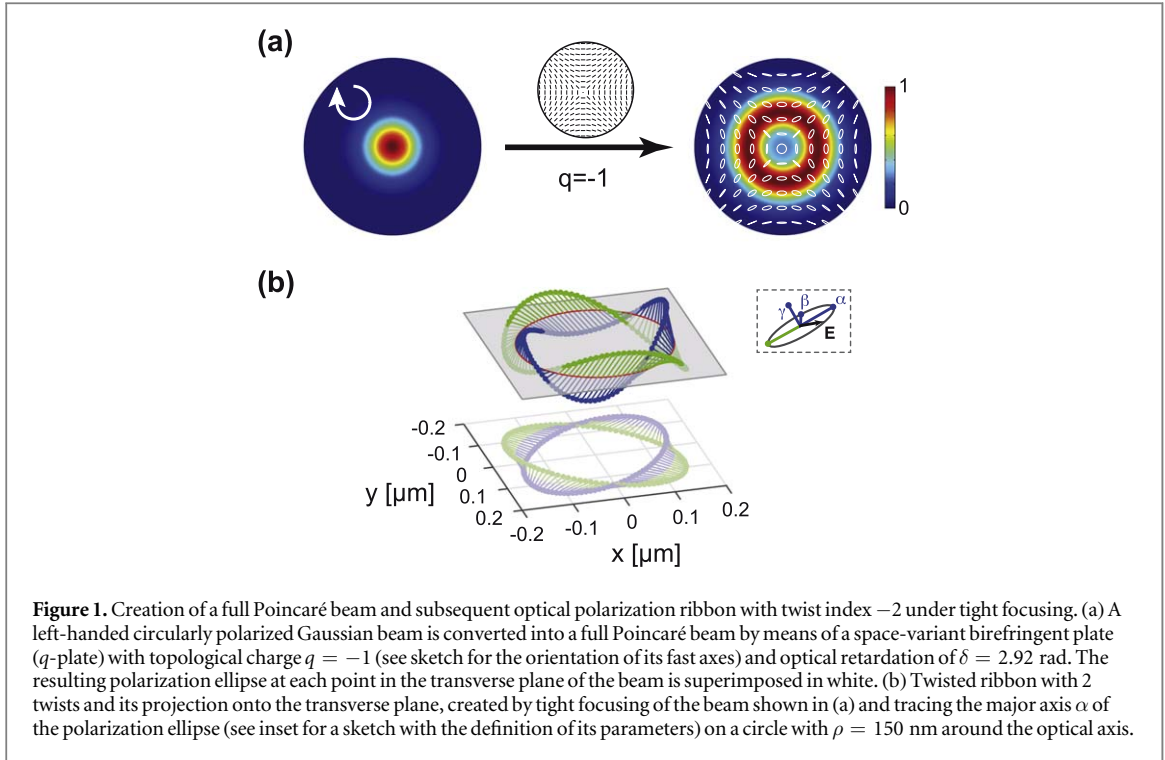 (a)
q=-1
1
0
(b)
γ β α
E
-0.2
-0.1
0
0.1
0.2
y [μm]
-0.2
-0.1
0
0.1
0.2
x [μm]
Figure 1. Creation of a full Poincaré beam and subsequent optical polarization ribbon with twist index −2 under tight focusing. (a) A
left-handed circularly polarized Gaussian beam is converted into a full Poincaré beam by means of a space-variant birefringent plate
(q-plate) with topological charge q = −1 (see sketch for the orientation of its fast axes) and optical retardation of δ = 2.92 rad. The
resulting polarization ellipse at each point in the transverse plane of the beam is superimposed in white. (b) Twisted ribbon with 2
twists and its projection onto the transverse plane, created by tight focusing of the beam shown in (a) and tracing the major axis α of
the polarization ellipse (see inset for a sketch with the definition of its parameters) on a circle with ρ = 150 nm around the optical axis.